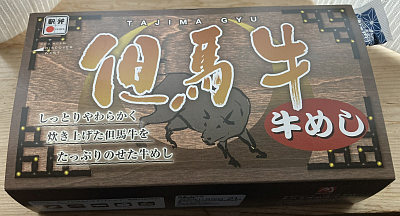 駅弁
TAJIMA GYU
但馬牛
牛めし
しっとりやわらかく
炊き上げた但馬牛を
たっぷりのせた牛めし